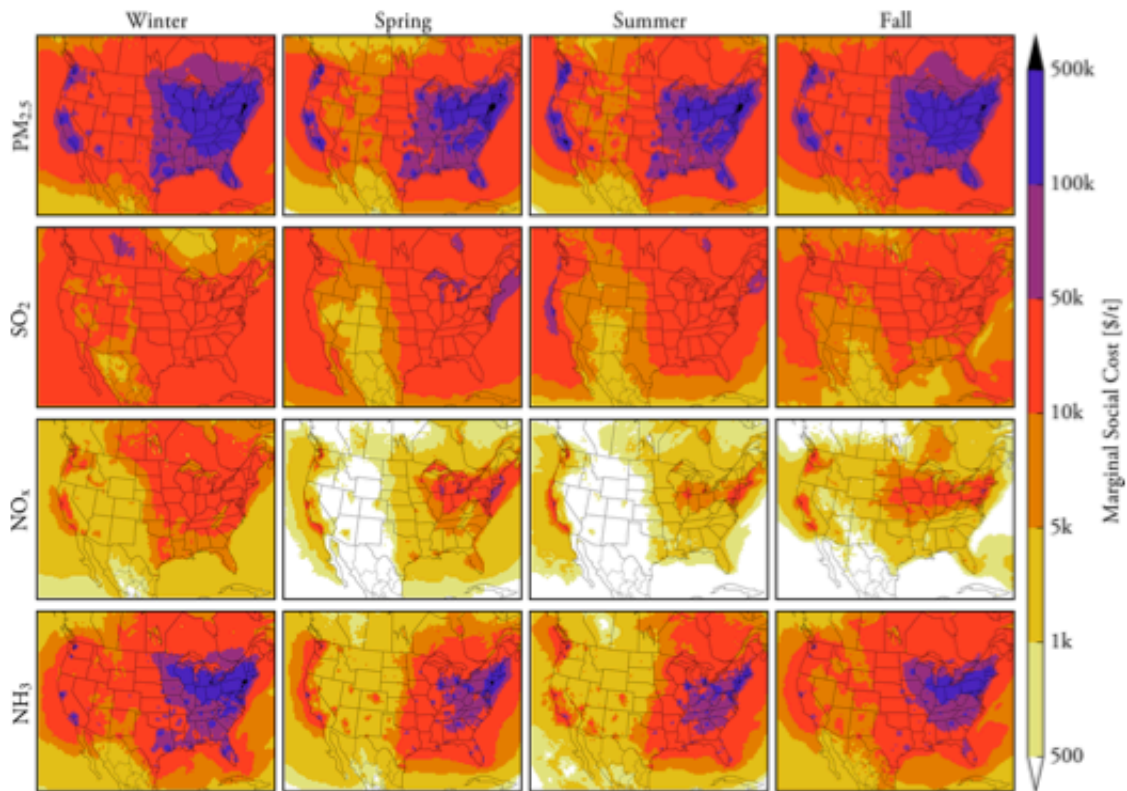 Winter Spring Summer Fall
PM2.5
SO2
NOx
NH3
500k
100k
50k
10k
5k
1k
500
Marginal Social Cost [$/t]